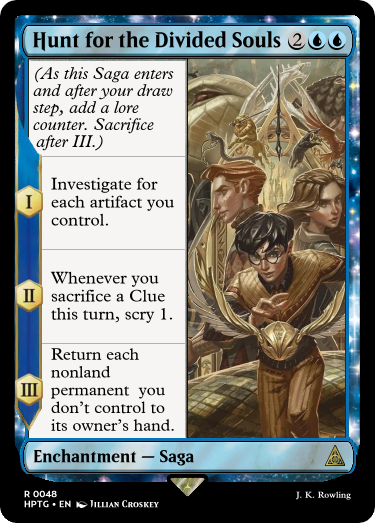 Hunt for the Divided Souls 2
(As this Saga enters
and after your draw
step, add a lore
counter. Sacrifice
after III.)
I
Investigate for
each artifact you
control.
II
Whenever you
sacrifice a Clue
this turn, scry 1.
III
Return each
nonland
permanent  you
don't control to
its owner's hand.
Enchantment — Saga
R 0048
HPTG • EN Jillian Croskey
J. K. Rowling